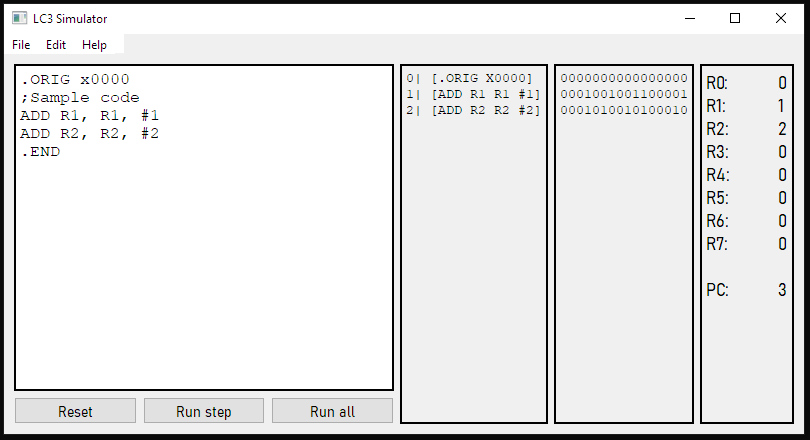 LC3 Simulator
File Edit Help
.ORIG x0000
;Sample code
ADD R1, R1, #1
ADD R2, R2, #2
.END
0| [.ORIG X0000]
1| [ADD R1 R1 #1]
2| [ADD R2 R2 #2]
0000000000000000
0001001001100001
0001010010100010
R0: 0
R1: 1
R2: 2
R3: 0
R4: 0
R5: 0
R6: 0
R7: 0
PC: 3
Reset
Run step
Run all